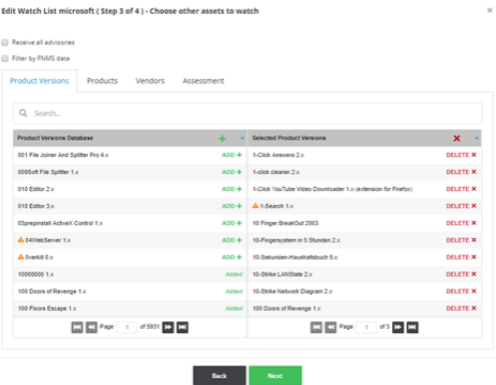 Edit Watch List microsoft ( Step 3 of 4 ) - Choose other assets to watch ×
Receive all advisories
Filter by FNMS data
Product Versions Products Vendors Assessment
Search...
Product Versions Database + Selected Product Versions ×
001 File Joiner And Splitter Pro 4.x ADD + 1-Click Answers 2.x DELETE ×
009Soft File Splitter 1.x ADD + 1-click cleaner 2.x DELETE ×
010 Editor 2.x ADD + 1-Click YouTube Video Downloader 1.x (extension for Firefox) DELETE ×
010 Editor 3.x ADD + 1-Search 1.x DELETE ×
03prepinstall ActiveX Control 1.x ADD + 10 Finger BreakOut 2003 DELETE ×
04WebServer 1.x ADD + 10-Fingersystem in 5 Stunden 2.x DELETE ×
0verkill 0.x ADD + 10-Sekunden-Haushaltsbuch 5.x DELETE ×
10000000 1.x Added 10-Strike LANState 2.x DELETE ×
100 Doors of Revenge 1.x Added 10-Strike Network Diagram 2.x DELETE ×
100 Floors Escape 1.x Added 100 Doors of Revenge 1.x DELETE ×
Page 1 of 5931 Page 1 of 3
Back Next